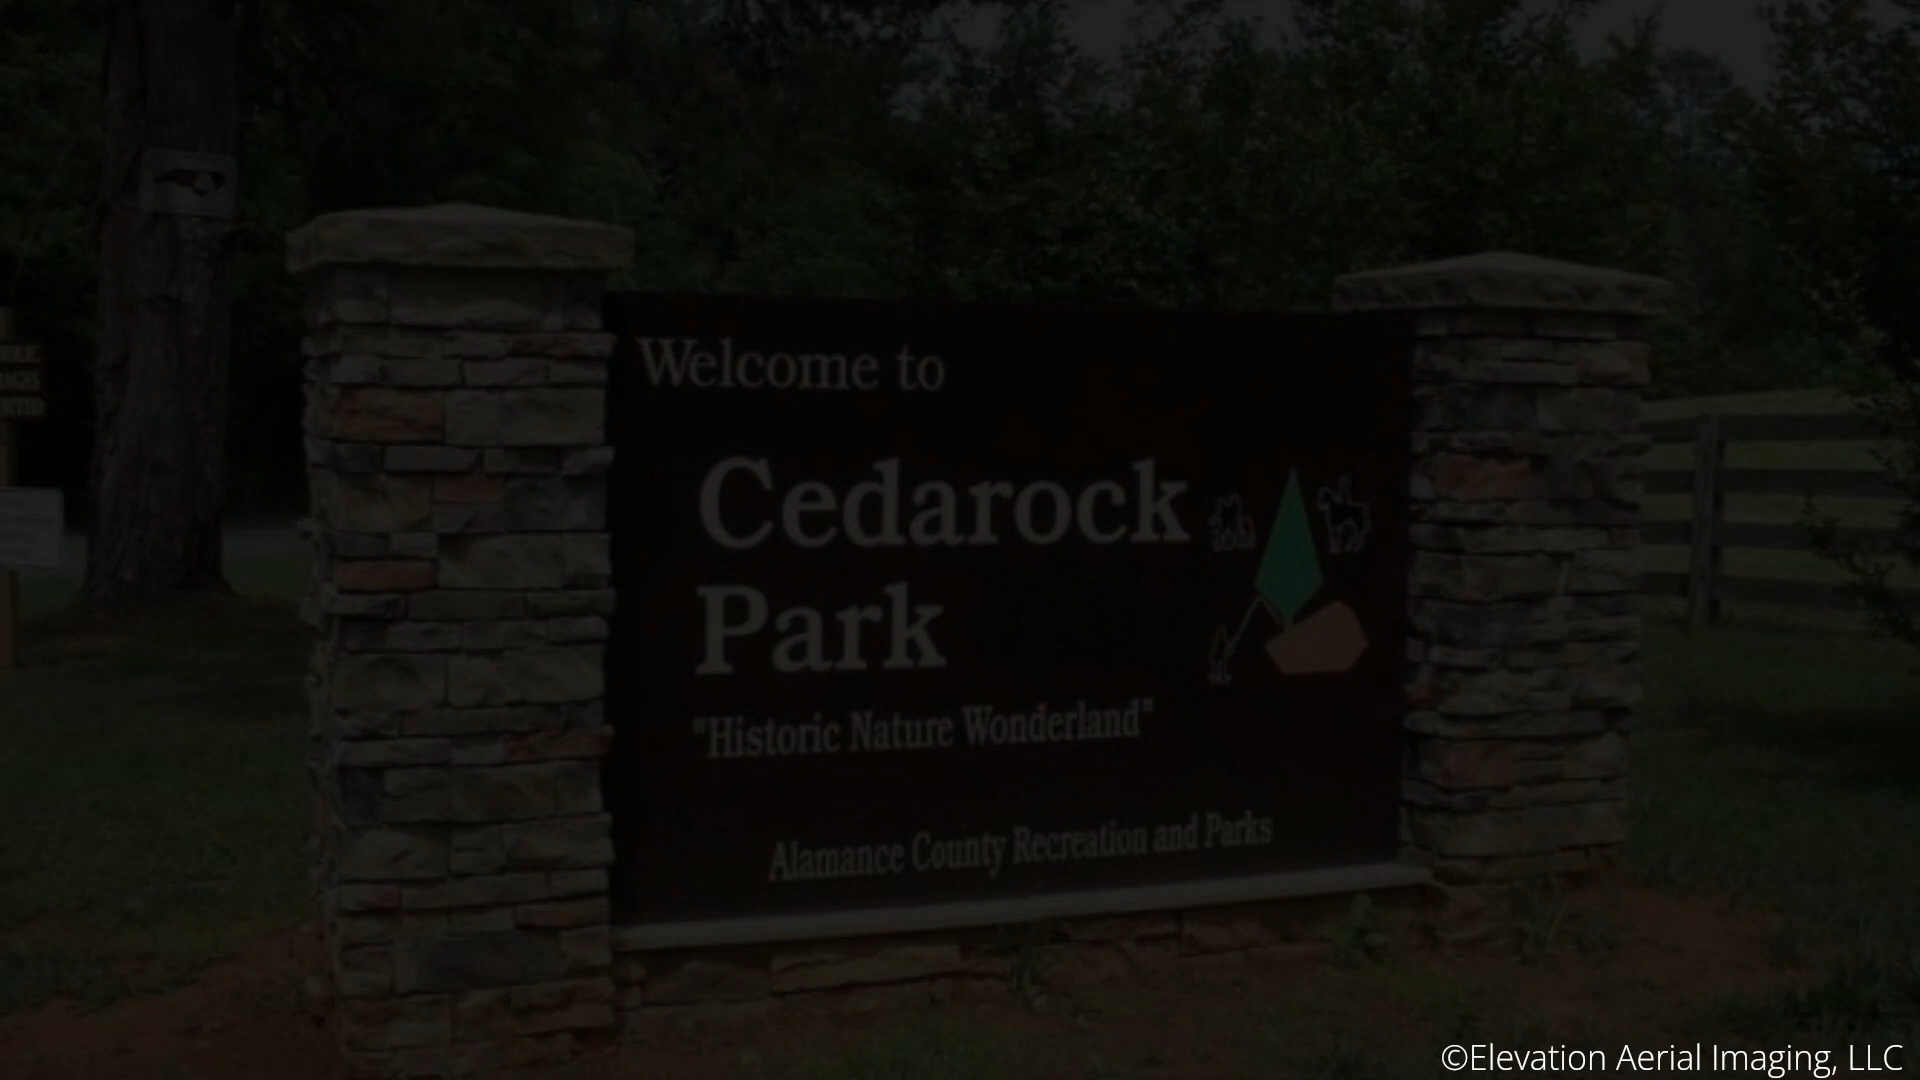 Welcome to
Cedarock
Park
"Historic Nature Wonderland"
Alamance County Recreation and Parks
©Elevation Aerial Imaging, LLC